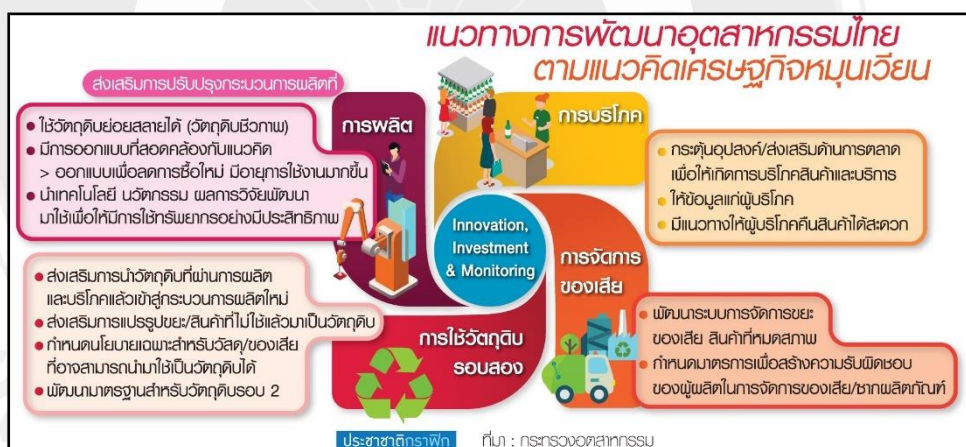 แนวทางการพัฒนาอุตสาหกรรมไทย
ตามแนวคิดเศรษฐกิจหมุนเวียน
ส่งเสริมการปรับปรุงกระบวนการผลิตที่
● ใช้วัตถุดิบย่อยสลายได้ (วัตถุดิบชีวภาพ)
● มีการออกแบบที่สอดคล้องกับแนวคิด
> ออกแบบเพื่อลดการซื้อใหม่ มีอายุการใช้งานมากขึ้น
● นำเทคโนโลยี นวัตกรรม ผลการวิจัยพัฒนา
มาใช้เพื่อให้มีการใช้ทรัพยากรอย่างมีประสิทธิภาพ
การผลิต
การบริโภค
● กระตุ้นอุปสงค์/ส่งเสริมด้านการตลาด
เพื่อให้เกิดการบริโภคสินค้าและบริการ
● ให้ข้อมูลแก่ผู้บริโภค
● มีแนวทางให้ผู้บริโภคคืนสินค้าได้สะดวก
Innovation,
Investment
& Monitoring
● ส่งเสริมการนำวัตถุดิบที่ผ่านการผลิต
และบริโภคแล้วเข้าสู่กระบวนการผลิตใหม่
● ส่งเสริมการแปรรูปขยะ/สินค้าที่ไม่ใช้แล้วมาเป็นวัตถุดิบ
● กำหนดนโยบายเฉพาะสำหรับวัสดุ/ของเสีย
ที่อาจสามารถนำมาใช้เป็นวัตถุดิบได้
● พัฒนามาตรฐานสำหรับวัตถุดิบรอบ 2
การใช้วัตถุดิบ
รอบสอง
การจัดการ
ของเสีย
● พัฒนาระบบการจัดการขยะ
ของเสีย สินค้าที่หมดสภาพ
● กำหนดมาตรการเพื่อสร้างความรับผิดชอบ
ของผู้ผลิตในการจัดการของเสีย/ซากผลิตภัณฑ์
ประชาชาติกราฟิก
ที่มา : กระทรวงอุตสาหกรรม